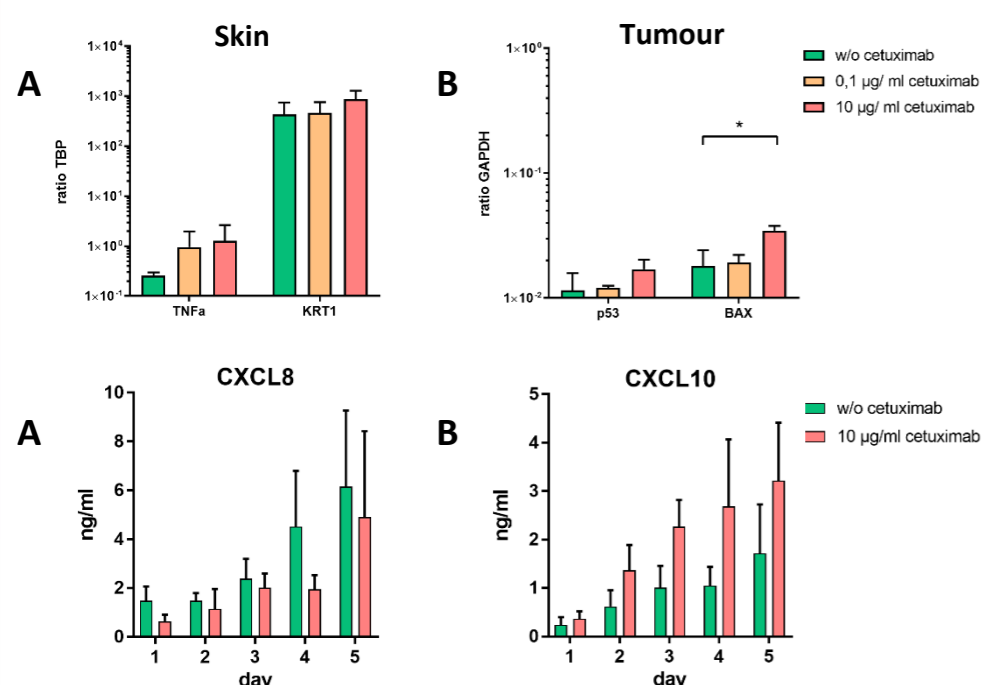 Skin
A
1×10⁴
1×10³
1×10²
1×10¹
1×10⁰
1×10⁻¹
ratio TBP
TNFa KRT1
Tumour
B
1×10⁰
1×10⁻¹
1×10⁻²
ratio GAPDH
*
p53 BAX
w/o cetuximab
0,1 µg/ ml cetuximab
10 µg/ ml cetuximab
CXCL8
A
10
8
6
4
2
0
ng/ml
1 2 3 4 5
day
CXCL10
B
5
4
3
2
1
0
ng/ml
1 2 3 4 5
day
w/o cetuximab
10 µg/ml cetuximab